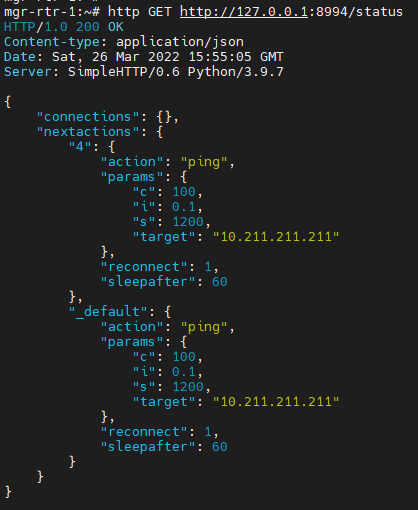 mgr-rtr-1:~# http GET http://127.0.0.1:8994/status
HTTP/1.0 200 OK
Content-type: application/json
Date: Sat, 26 Mar 2022 15:55:05 GMT
Server: SimpleHTTP/0.6 Python/3.9.7

{
    "connections": {},
    "nextactions": {
        "4": {
            "action": "ping",
            "params": {
                "c": 100,
                "i": 0.1,
                "s": 1200,
                "target": "10.211.211.211"
            },
            "reconnect": 1,
            "sleepafter": 60
        },
        "_default": {
            "action": "ping",
            "params": {
                "c": 100,
                "i": 0.1,
                "s": 1200,
                "target": "10.211.211.211"
            },
            "reconnect": 1,
            "sleepafter": 60
        }
    }
}